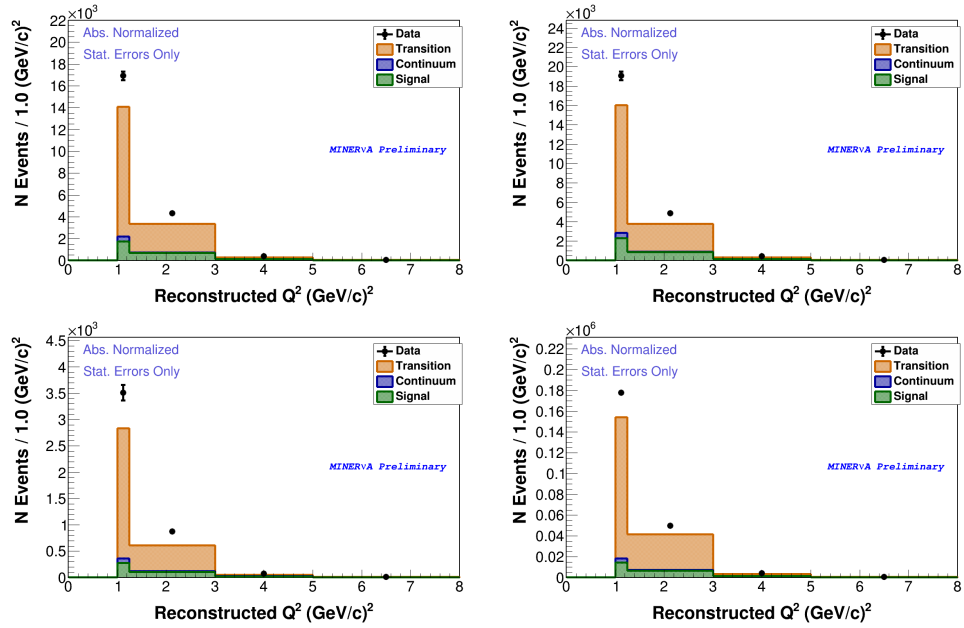 ×10³
22
20
18
16
14
12
10
8
6
4
2
0
N Events / 1.0 (GeV/c)²
Abs. Normalized
Stat. Errors Only
Data
Transition
Continuum
Signal
MINERνA Preliminary
0 1 2 3 4 5 6 7 8
Reconstructed Q² (GeV/c)²
×10³
24
22
20
18
16
14
12
10
8
6
4
2
0
N Events / 1.0 (GeV/c)²
Abs. Normalized
Stat. Errors Only
Data
Transition
Continuum
Signal
MINERνA Preliminary
0 1 2 3 4 5 6 7 8
Reconstructed Q² (GeV/c)²
×10³
4.5
4
3.5
3
2.5
2
1.5
1
0.5
0
N Events / 1.0 (GeV/c)²
Abs. Normalized
Stat. Errors Only
Data
Transition
Continuum
Signal
MINERνA Preliminary
0 1 2 3 4 5 6 7 8
Reconstructed Q² (GeV/c)²
×10⁶
0.22
0.2
0.18
0.16
0.14
0.12
0.1
0.08
0.06
0.04
0.02
0
N Events / 1.0 (GeV/c)²
Abs. Normalized
Stat. Errors Only
Data
Transition
Continuum
Signal
MINERνA Preliminary
0 1 2 3 4 5 6 7 8
Reconstructed Q² (GeV/c)²